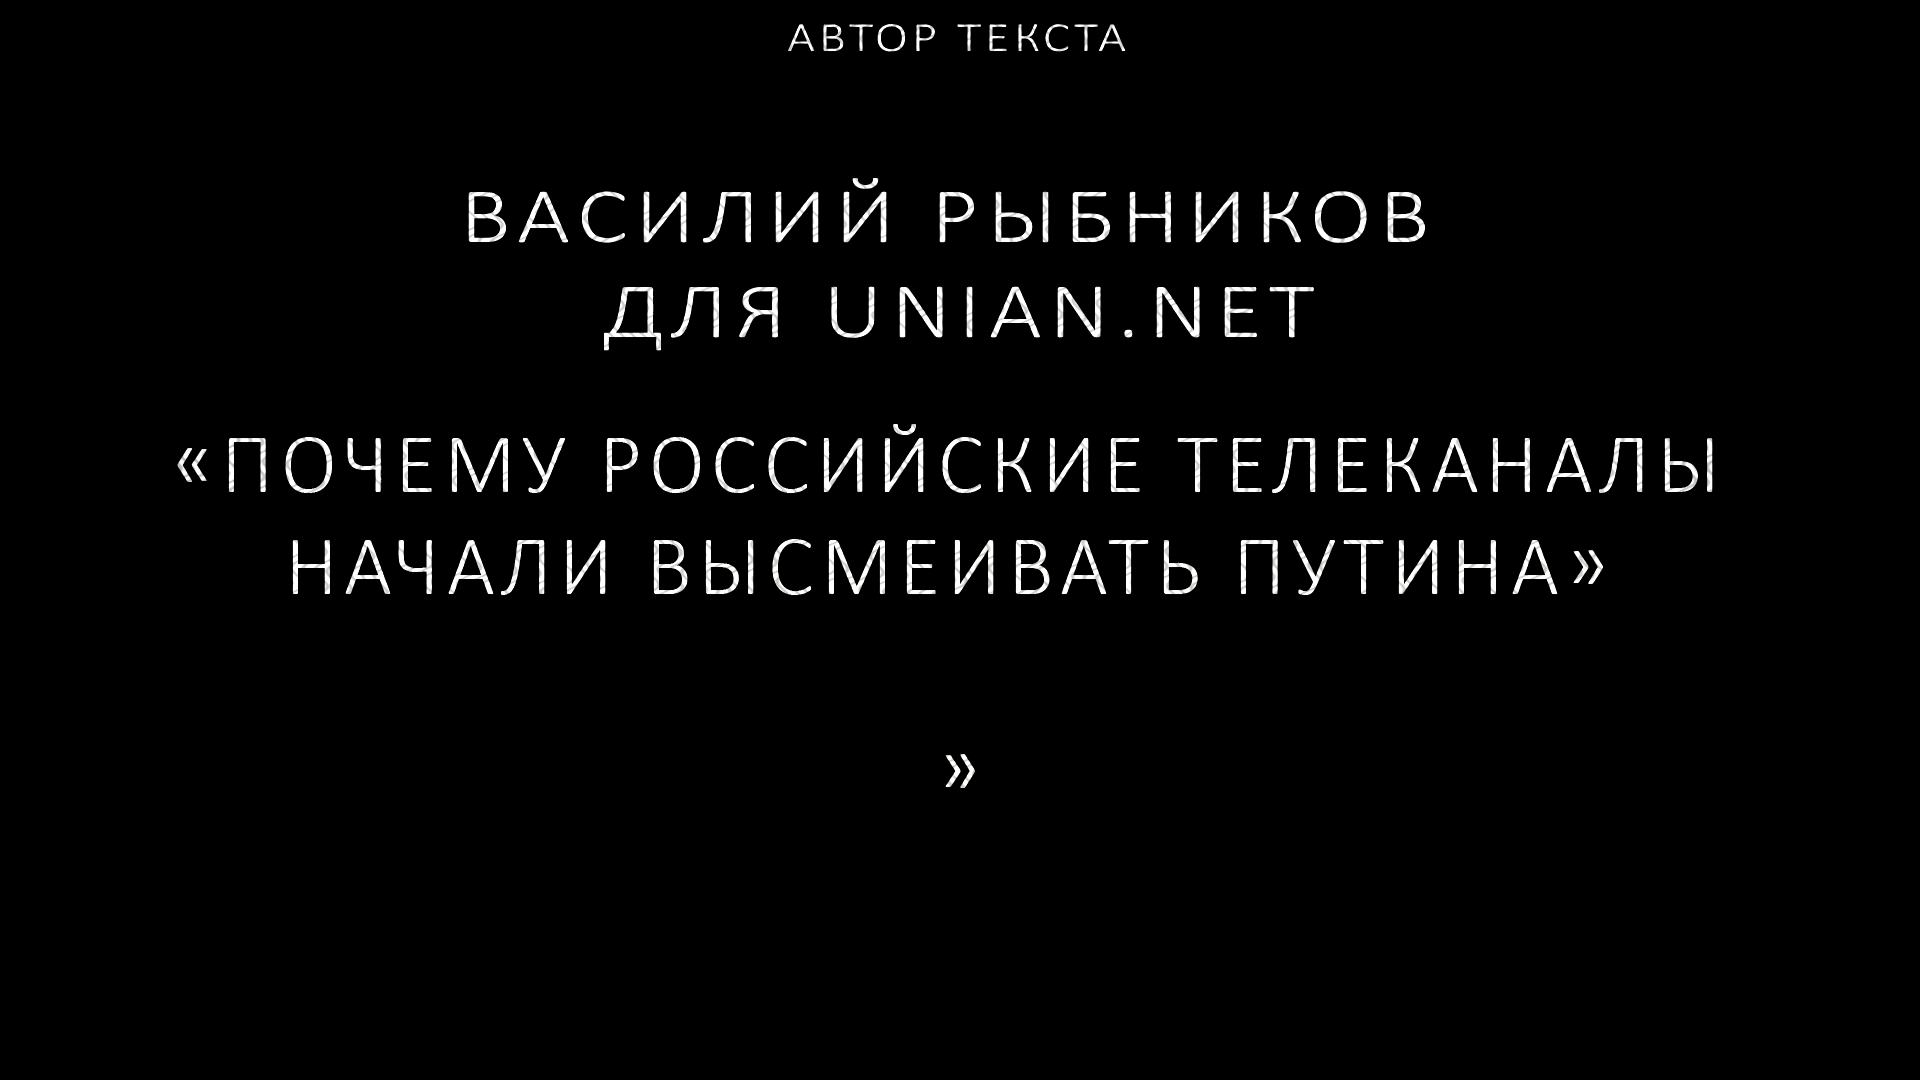 АВТОР ТЕКСТА
ВАСИЛИЙ РЫБНИКОВ
ДЛЯ UNIAN.NET
«ПОЧЕМУ РОССИЙСКИЕ ТЕЛЕКАНАЛЫ
НАЧАЛИ ВЫСМЕИВАТЬ ПУТИНА»
»